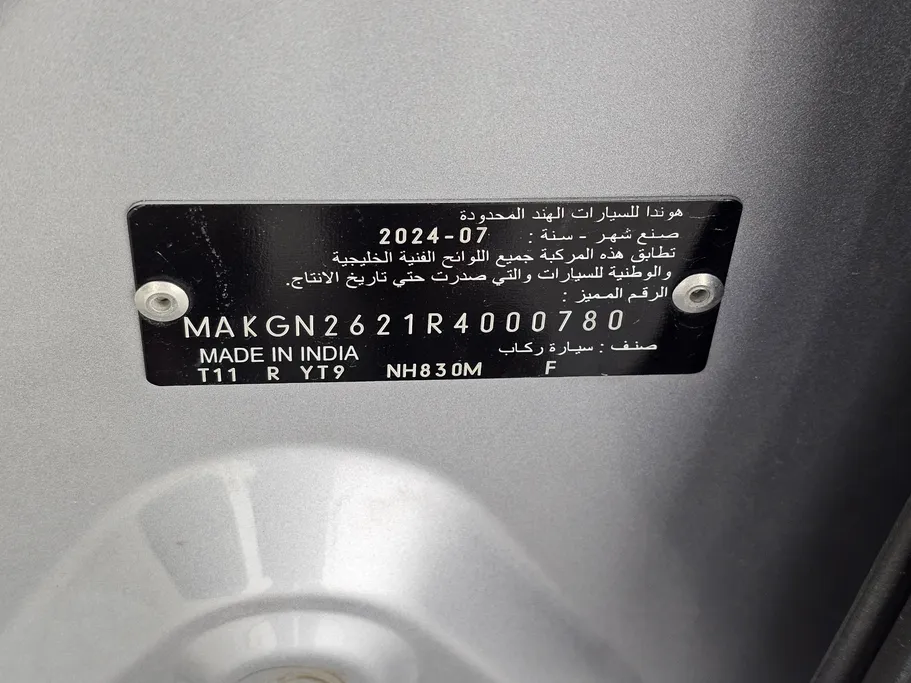 هوندا للسيارات الهند المحدودة
صنع شهر - سنة : 2024-07
تطابق هذه المركبة جميع اللوائح الفنية الخليجية
والوطنية للسيارات والتي صدرت حتي تاريخ الانتاج.
الرقم المميز :
MAKGN2621R4000780
صنف : سيارة ركاب
MADE IN INDIA
T11 R YT9 NH830M F